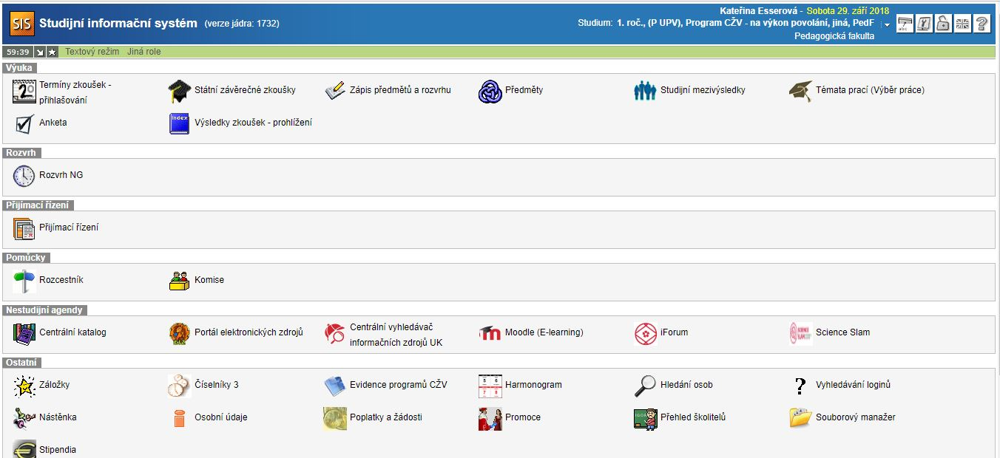 Kateřina Esserová - Sobota 29. září 2018
SIS Studijní informační systém (verze jádra: 1732)
Studium: 1. roč., (P UPV), Program CŽV - na výkon povolání, jiná, PedF
Pedagogická fakulta
59:39 Textový režim Jiná role
Výuka
Termíny zkoušek -
přihlašování
Státní závěrečné zkoušky
Zápis předmětů a rozvrhu
Předměty
Studijní mezivýsledky
Témata prací (Výběr práce)
Anketa
Index
Výsledky zkoušek - prohlížení
Rozvrh
Rozvrh NG
Přijímací řízení
Přijímací řízení
Pomůcky
Rozcestník
Komise
Nestudijní agendy
Centrální katalog
Portál elektronických zdrojů
Centrální vyhledávač
informačních zdrojů UK
Moodle (E-learning)
iForum
Science Slam
Ostatní
Záložky
Číselníky 3
Evidence programů CŽV
Harmonogram
Hledání osob
Vyhledávání loginů
Nástěnka
Osobní údaje
Poplatky a žádosti
Promoce
Přehled školitelů
Souborový manažer
Stipendia